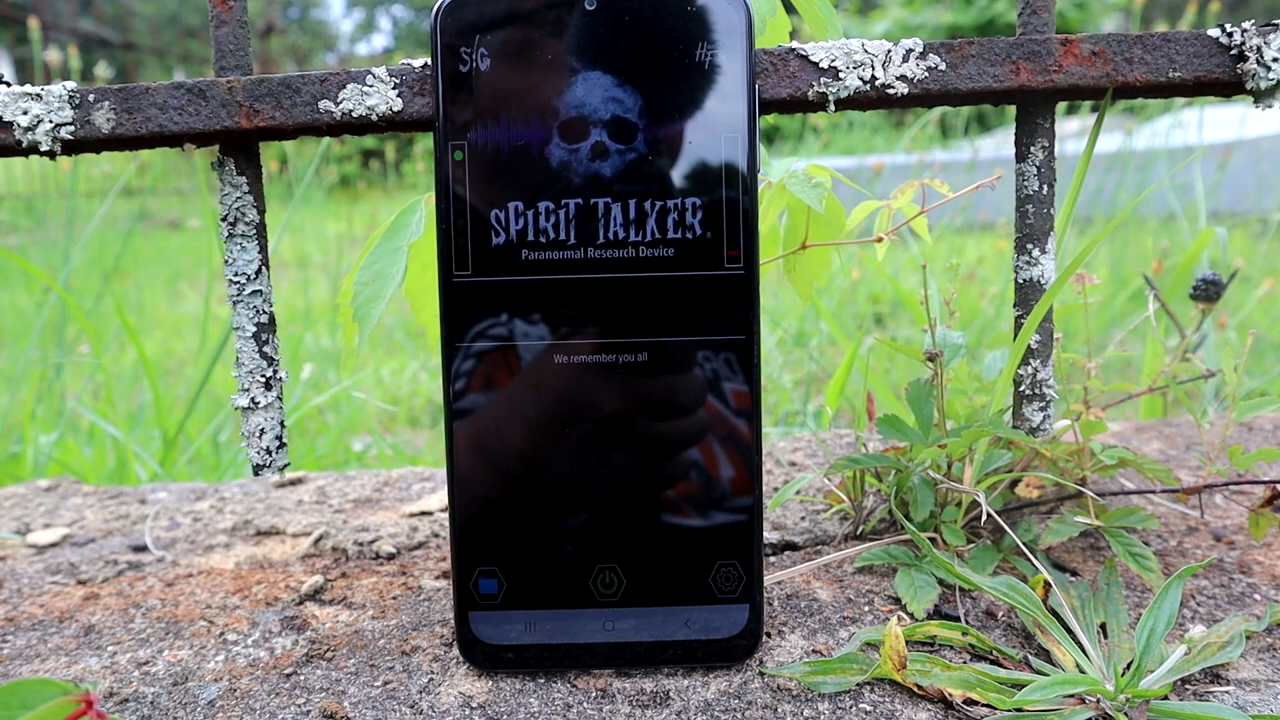 S/G
SPIRIT TALKER
Paranormal Research Device
We remember you all